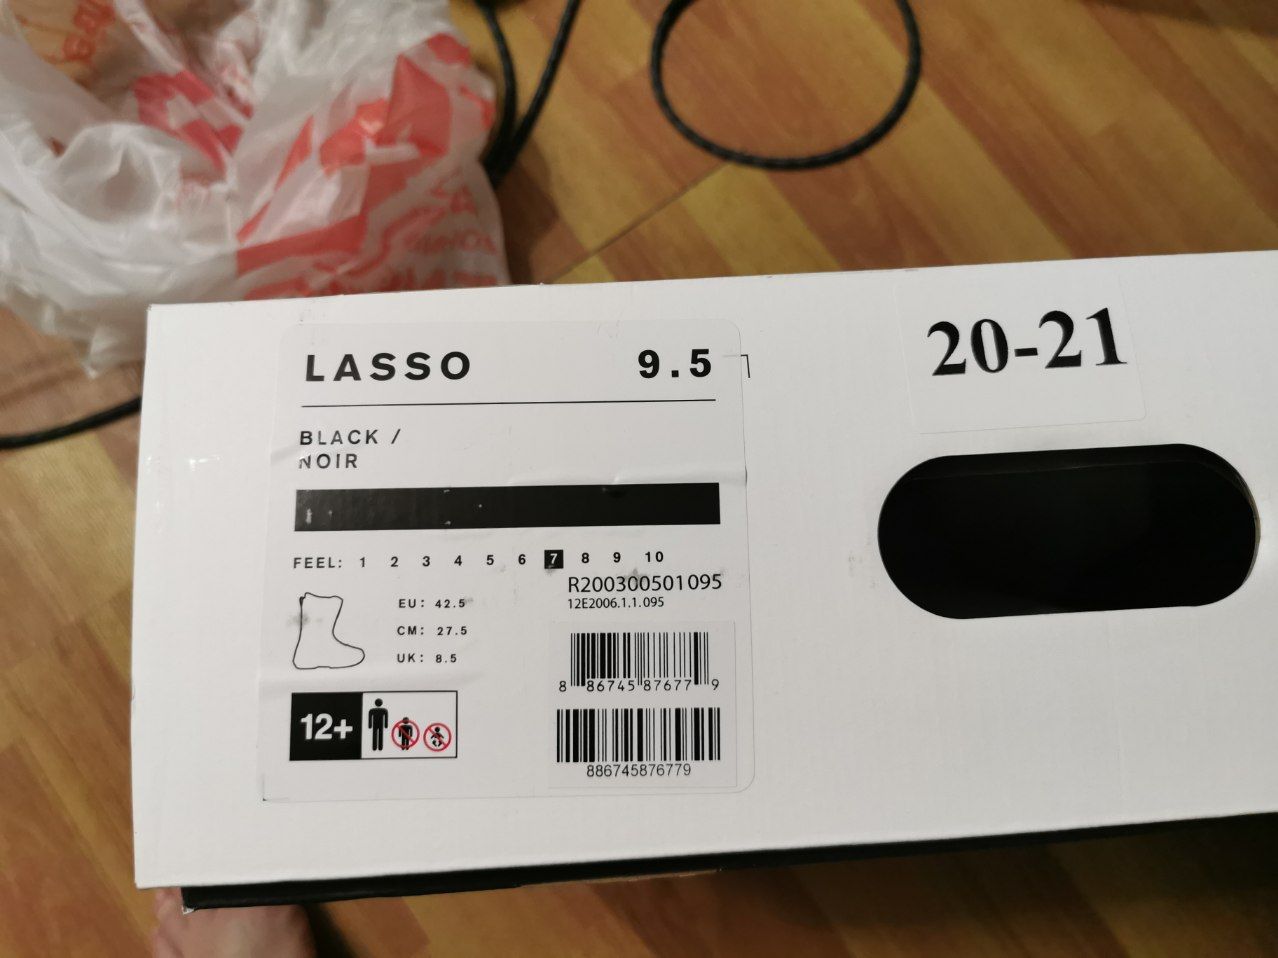 LASSO 9.5
20-21
BLACK /
NOIR
FEEL: 1 2 3 4 5 6 7 8 9 10
R200300501095
12E2006.1.1.095
EU: 42.5
CM: 27.5
UK: 8.5
8 86745 87677 9
12+
886745876779